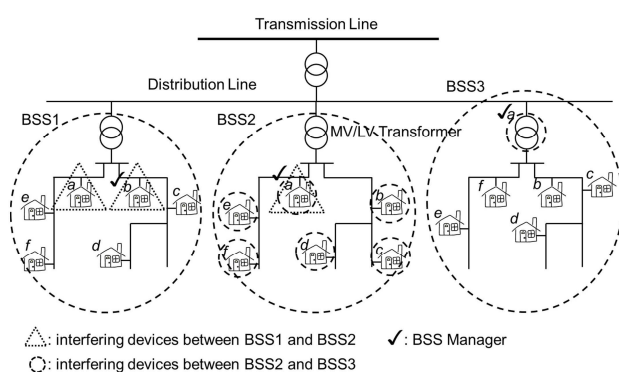 Transmission Line
Distribution Line
BSS3
BSS1
BSS2
MV/LV Transformer
✓a
a
✓
b
c
e
f
d
✓
a
b
e
f
d
c
f
b
c
e
d
△: interfering devices between BSS1 and BSS2
✓: BSS Manager
○: interfering devices between BSS2 and BSS3